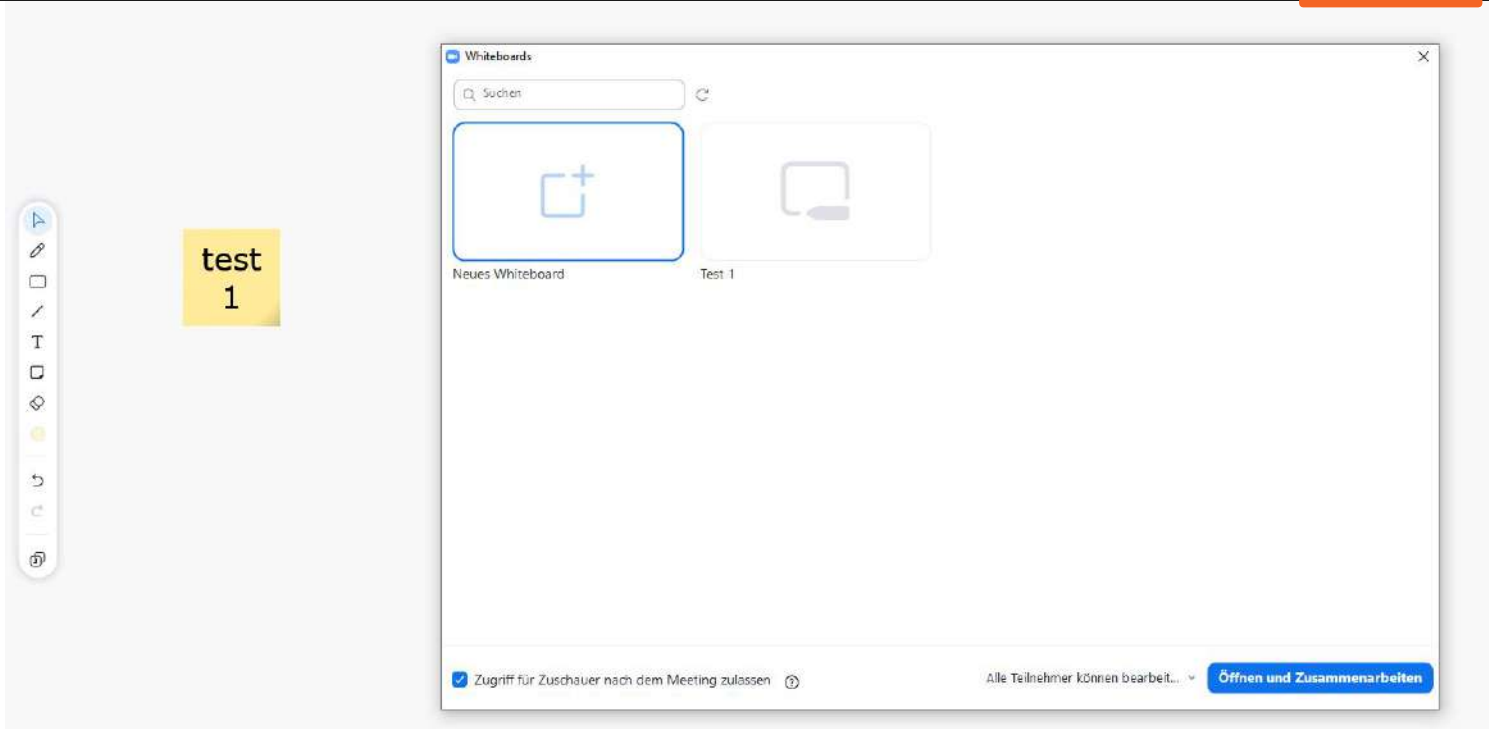 Whiteboards
Suchen
Neues Whiteboard
Test 1
test
1
T
Zugriff für Zuschauer nach dem Meeting zulassen
Alle Teilnehmer können bearbeit...
Öffnen und Zusammenarbeiten